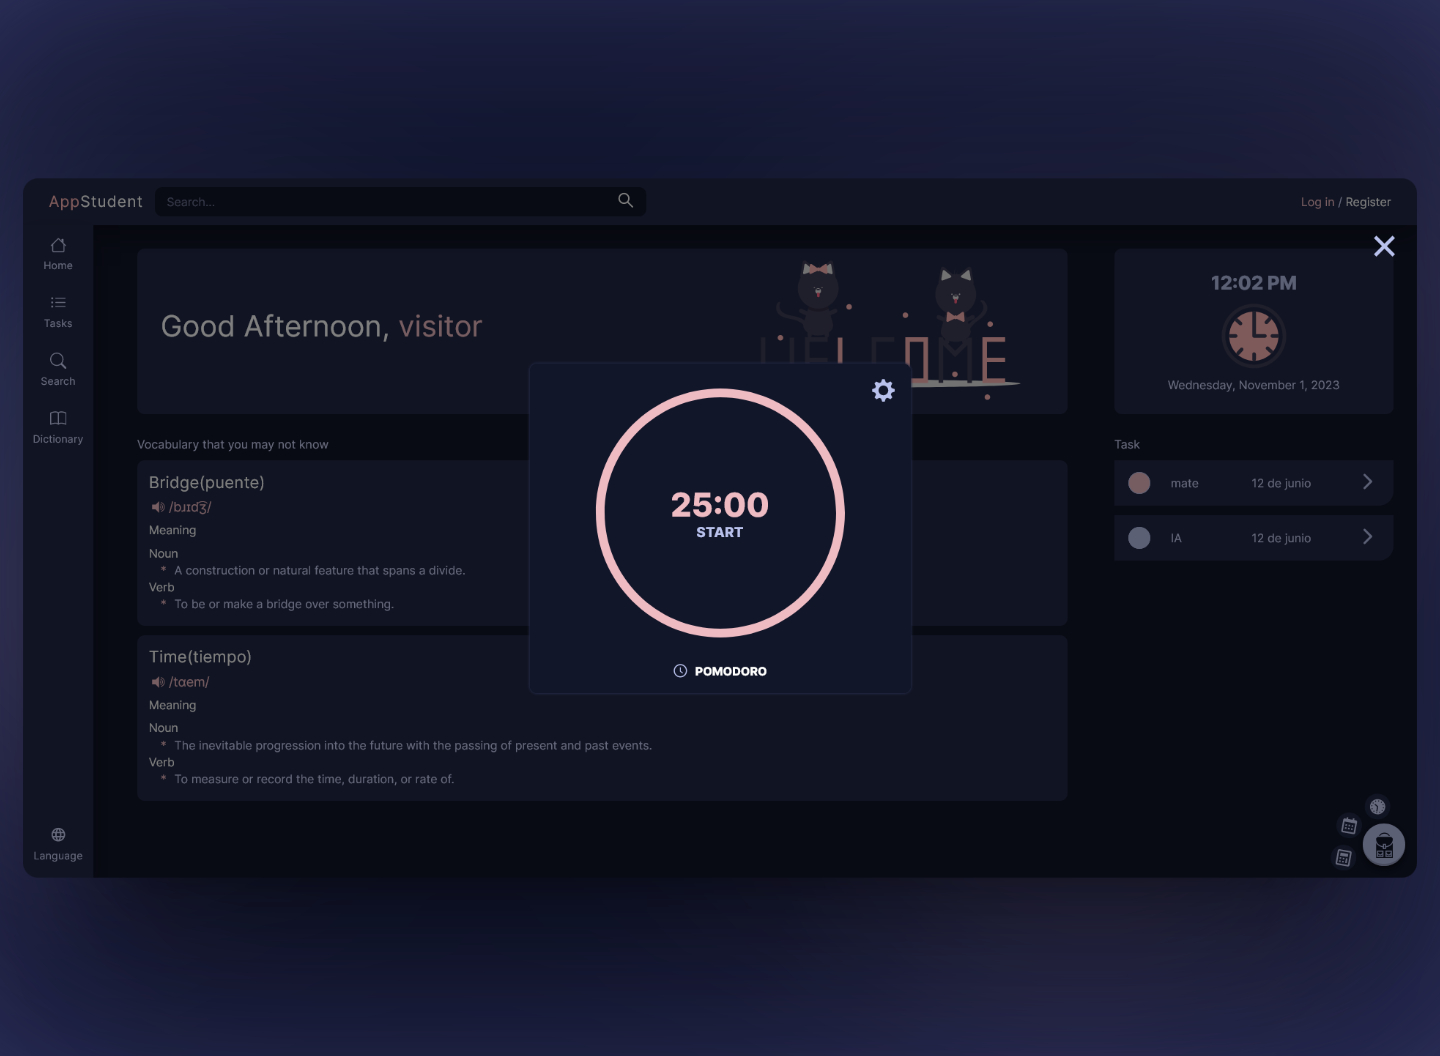 AppStudent
Search...
Log in / Register
Home
Tasks
Search
Dictionary
Language
Good Afternoon, visitor
12:02 PM
Wednesday, November 1, 2023
Vocabulary that you may not know
Bridge(puente)
Meaning
Noun
* A construction or natural feature that spans a divide.
Verb
* To be or make a bridge over something.
Time(tiempo)
/taem/
Meaning
Noun
* The inevitable progression into the future with the passing of present and past events.
Verb
* To measure or record the time, duration, or rate of.
Task
mate 12 de junio
IA 12 de junio
25:00
START
POMODORO